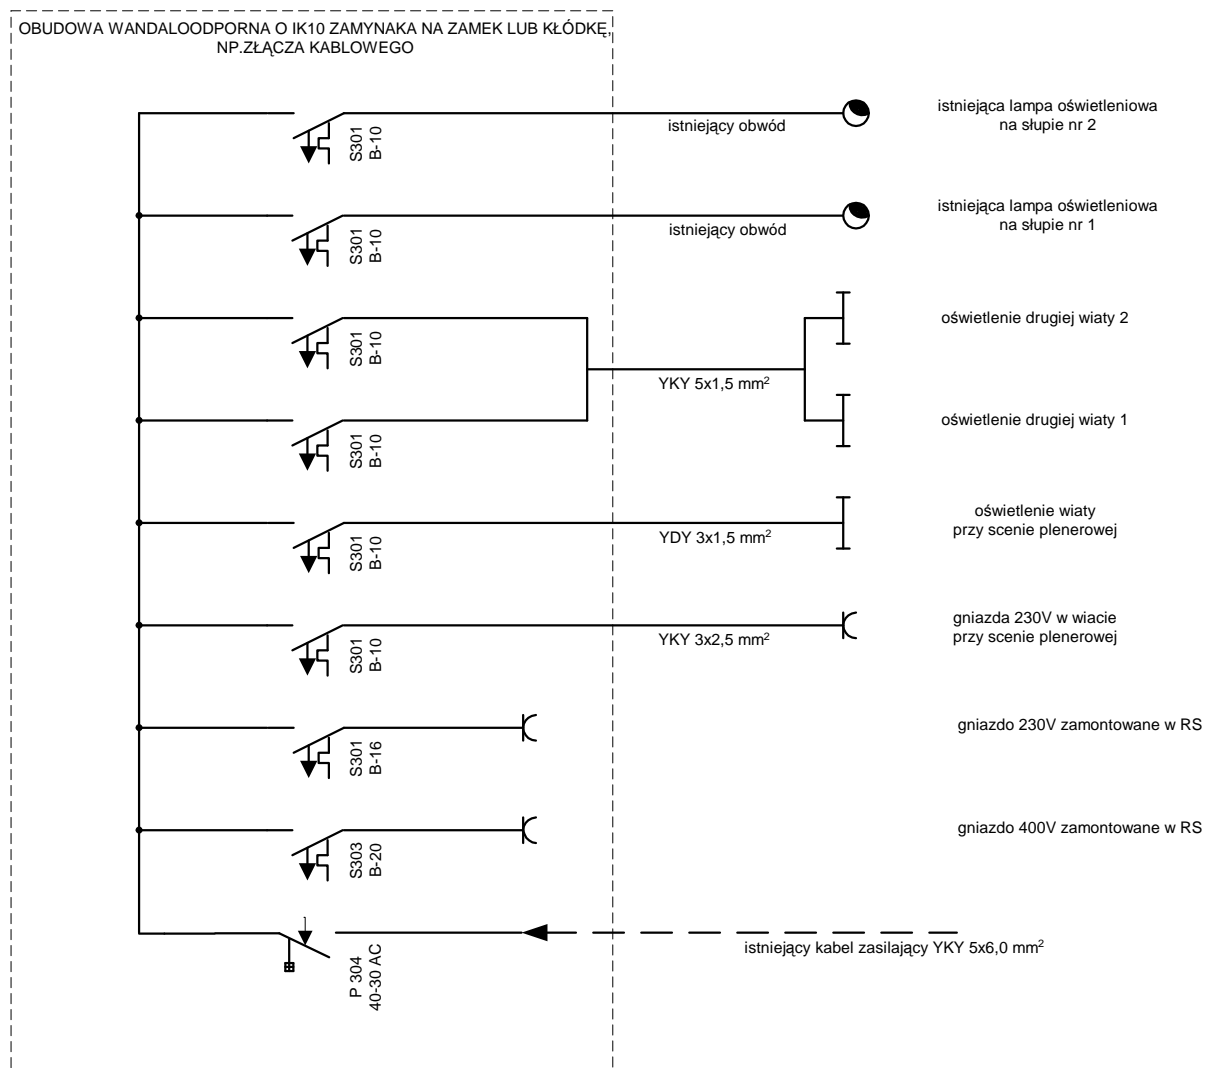 OBUDOWA WANDALOODPORNA O IK10 ZAMYNAKA NA ZAMEK LUB KŁÓDKĘ,
NP.ZŁĄCZA KABLOWEGO
S301
B-10
istniejący obwód
istniejąca lampa oświetleniowa
na słupie nr 2
S301
B-10
istniejący obwód
istniejąca lampa oświetleniowa
na słupie nr 1
S301
B-10
oświetlenie drugiej wiaty 2
YKY 5x1,5 mm²
S301
B-10
oświetlenie drugiej wiaty 1
S301
B-10
YDY 3x1,5 mm²
oświetlenie wiaty
przy scenie plenerowej
S301
B-10
YKY 3x2,5 mm²
gniazda 230V w wiacie
przy scenie plenerowej
S301
B-16
gniazdo 230V zamontowane w RS
S303
B-20
gniazdo 400V zamontowane w RS
P 304
40-30 AC
istniejący kabel zasilający YKY 5x6,0 mm²